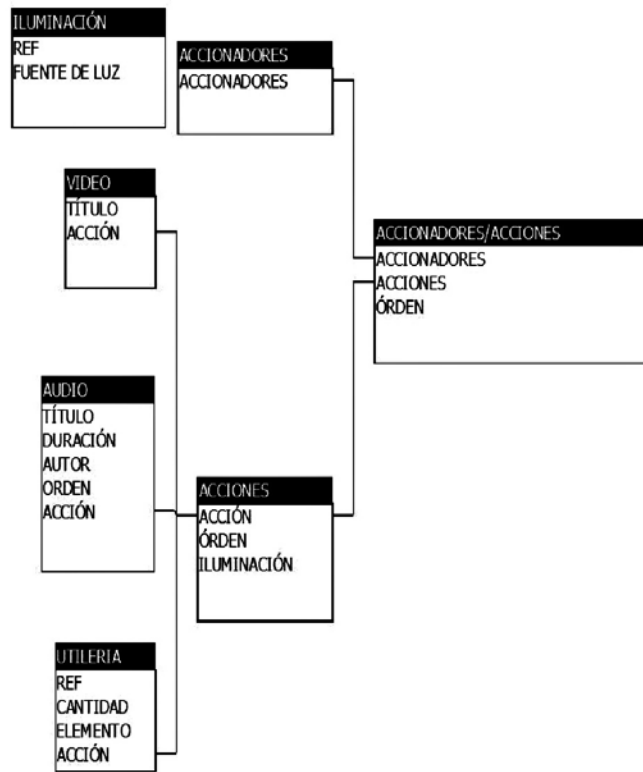 ILUMINACIÓN
REF
FUENTE DE LUZ
ACCIONADORES
ACCIONADORES
VIDEO
TÍTULO
ACCIÓN
ACCIONADORES/ACCIONES
ACCIONADORES
ACCIONES
ÓRDEN
AUDIO
TÍTULO
DURACIÓN
AUTOR
ORDEN
ACCIÓN
ACCIONES
ACCIÓN
ÓRDEN
ILUMINACIÓN
UTILERIA
REF
CANTIDAD
ELEMENTO
ACCIÓN